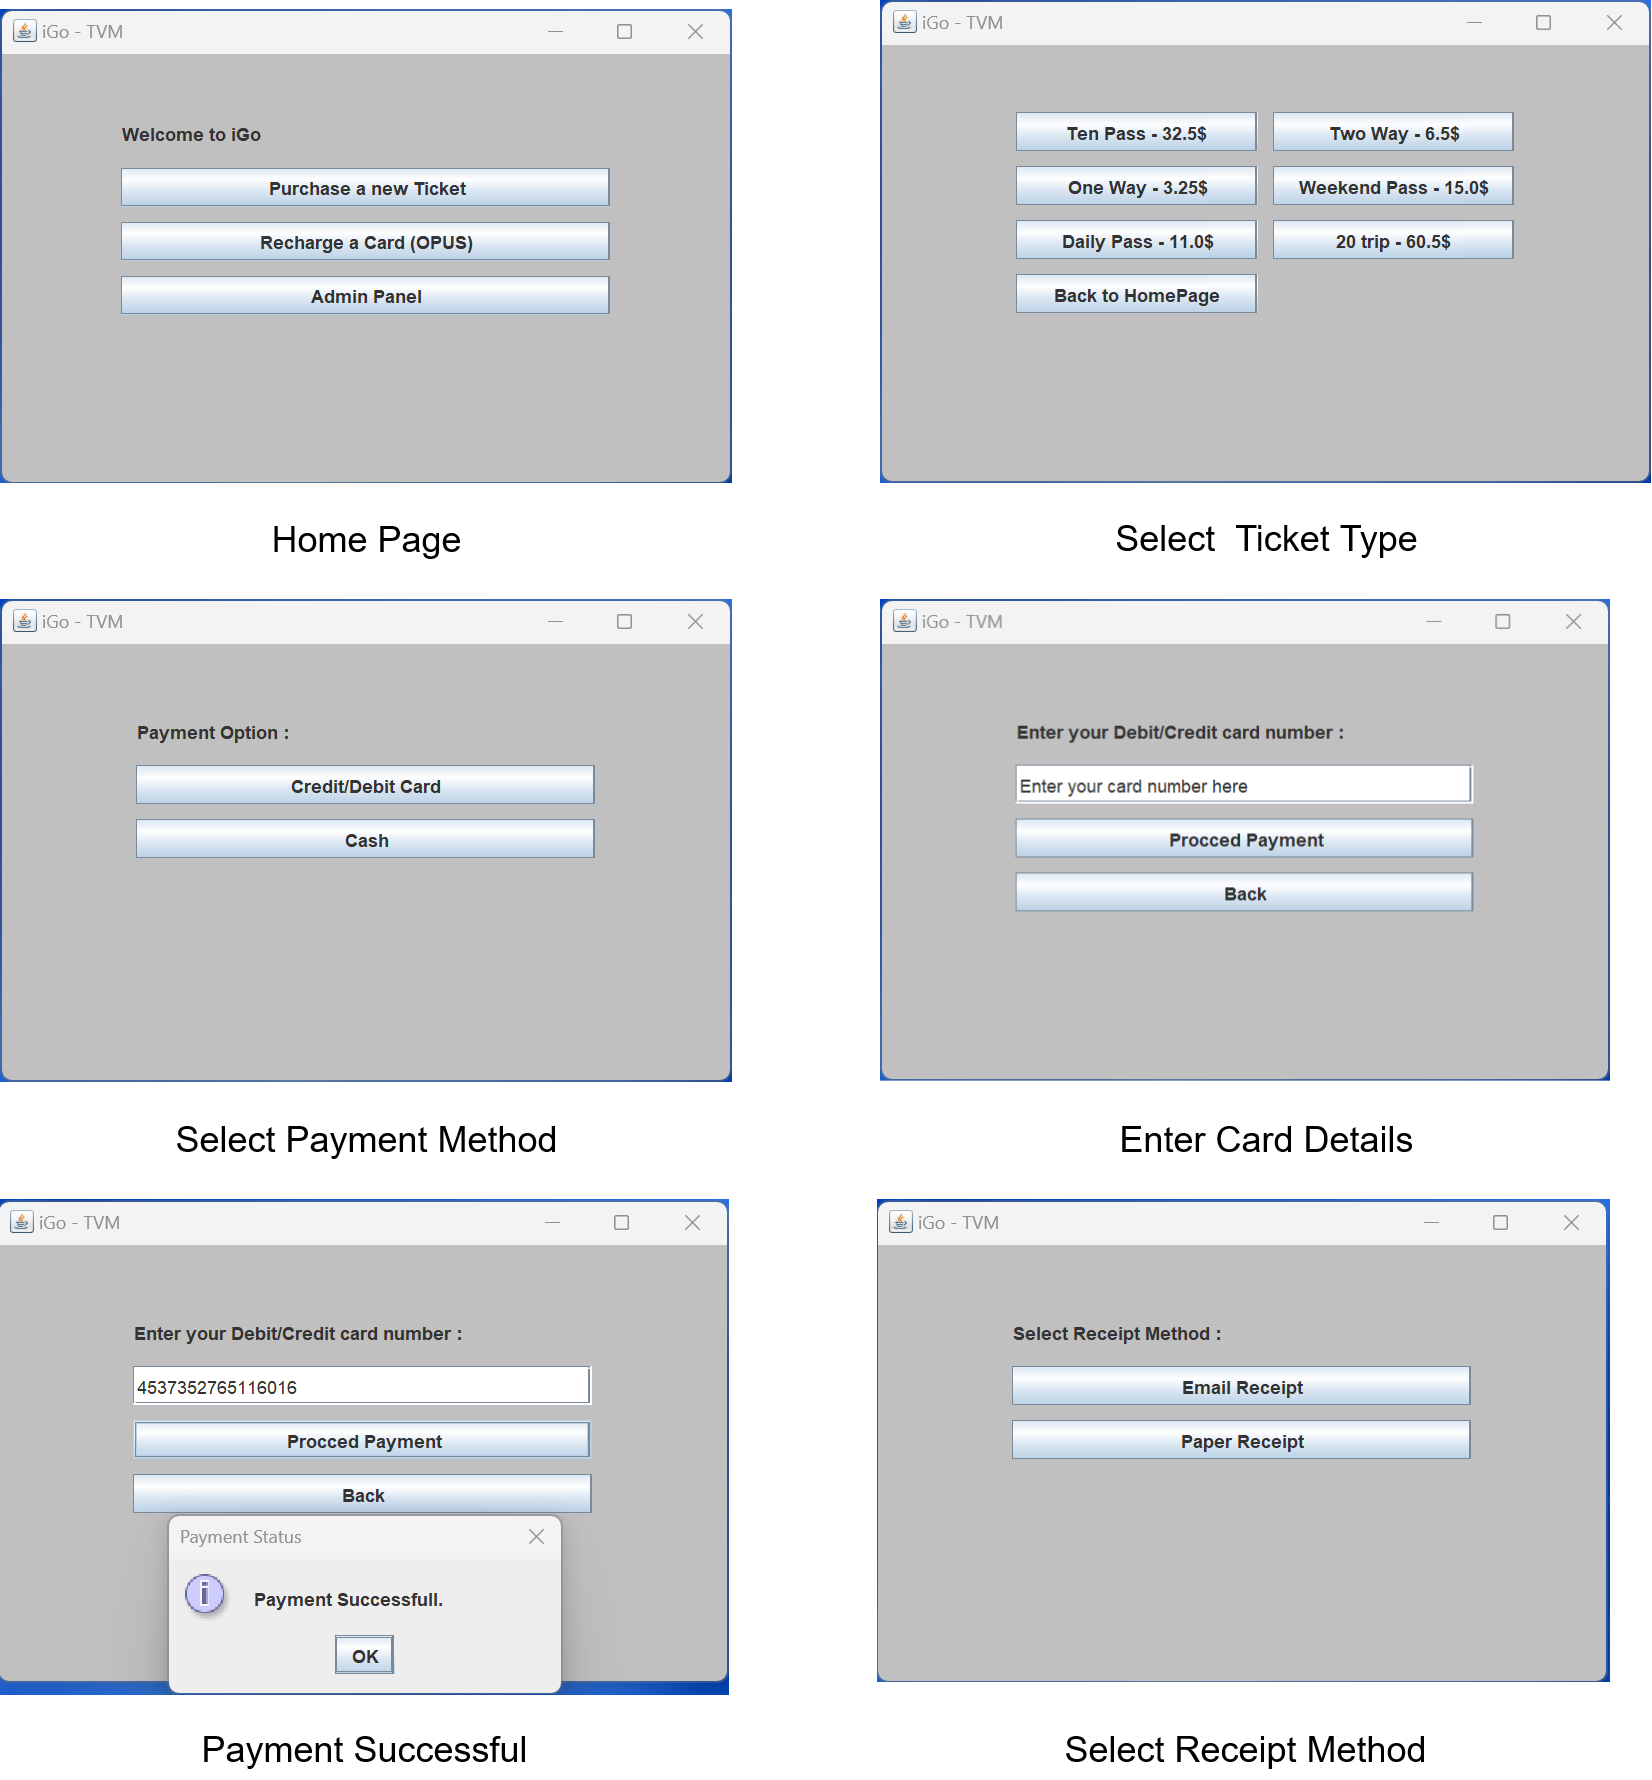 iGo - TVM
Welcome to iGo
Purchase a new Ticket
Recharge a Card (OPUS)
Admin Panel
Home Page
iGo - TVM
Ten Pass - 32.5$
Two Way - 6.5$
One Way - 3.25$
Weekend Pass - 15.0$
Daily Pass - 11.0$
20 trip - 60.5$
Back to HomePage
Select  Ticket Type
iGo - TVM
Payment Option :
Credit/Debit Card
Cash
Select Payment Method
iGo - TVM
Enter your Debit/Credit card number :
Enter your card number here
Procced Payment
Back
Enter Card Details
iGo - TVM
Enter your Debit/Credit card number :
4537352765116016
Procced Payment
Back
Payment Status
Payment Successfull.
OK
Payment Successful
iGo - TVM
Select Receipt Method :
Email Receipt
Paper Receipt
Select Receipt Method